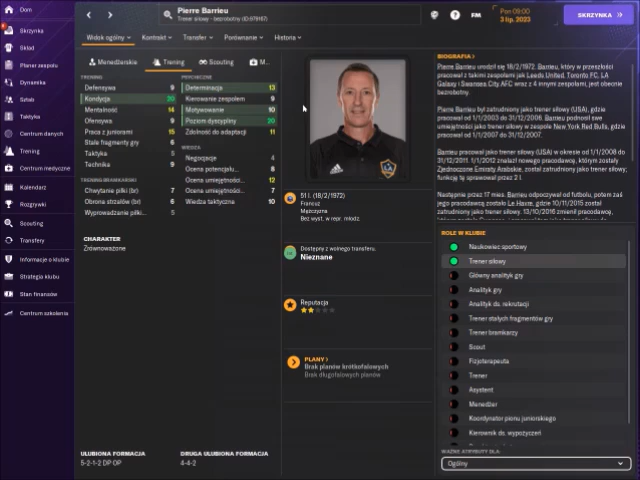 Dom
Pierre Barrieu
Trener siłowy - bezrobotny
FM
Pon 09:00
3 lip. 2023
SKRZYNKA
Skrzynka
Skład
Planer zespołu
Dynamika
Sztab
Taktyka
Centrum danych
Trening
Centrum medyczne
Kalendarz
Rozgrywki
Scouting
Transfery
Informacje o klubie
Strategia klubu
Stan finansów
Centrum szkolenia
Widok ogólny
Kontrakt
Transfer
Porównanie
Historia
Menedżerskie
Trening
Scouting
M...
TRENING
Defensywa 9
Kondycja 20
Mentalność 14
Ofensywa 9
Praca z juniorami 15
Stałe fragmenty gry 6
Taktyka 5
Technika 9
TRENING BRAMKARSKI
Chwytanie piłki (br) 7
Obrona strzałów (br) 6
Wyprowadzanie piłki... 5
PSYCHICZNE
Determinacja 13
Kierowanie zespołem 9
Motywowanie 10
Poziom dyscypliny 20
Zdolność do adaptacji 11
WIEDZA
Negocjacje 4
Ocena potencjału... 8
Ocena umiejętności... 12
Ocena umiejętności... 7
Wiedza taktyczna 10
CHARAKTER
Zrównoważone
ULUBIONA FORMACJA
5-2-1-2 DP OP
DRUGA ULUBIONA FORMACJA
4-4-2
adidas
51 l. (18/2/1972)
Francuz
Mężczyzna
Bez wyst. w repr. młodz.
Dostępny z wolnego transferu
Nieznane
Reputacja
PLANY
Brak planów krótkofalowych
Brak długofalowych planów
BIOGRAFIA
Pierre Barrieu urodził się 18/2/1972. Barrieu, który w przeszłości
pracował z takimi zespołami jak Leeds United, Toronto FC, LA
Galaxy i Swansea City AFC wraz z 4 innymi zespołami, jest obecnie
bezrobotny.
Pierre Barrieu był zatrudniony jako trener siłowy (USA), gdzie
pracował od 1/1/2003 do 31/12/2006. Barrieu podnosił swe
umiejętności jako trener siłowy w zespole New York Red Bulls, gdzie
pracował od 1/1/2007 do 2007.
Barrieu pracował jako trener siłowy (USA) w okresie od 1/1/2008 do
31/12/2011. 1/1/2012 znalazł nowego pracodawcę, którym zostały
Zjednoczone Emiraty Arabskie, zostając zatrudniony jako trener siłowy;
funkcję tę sprawował przez 2 l.
Następnie przez 17 mies. Barrieu odpoczywał od futbolu, potem zaś
jego pracodawcą zostało Le Havre, gdzie 10/11/2015 został
zatrudniony jako trener siłowy. 13/10/2016 zmienił pracodawcę,
ROLE W KLUBIE
Naukowiec sportowy
Trener siłowy
Główny analityk gry
Analityk gry
Analityk ds. rekrutacji
Trener stałych fragmentów gry
Trener bramkarzy
Scout
Fizjoterapeuta
Trener
Asystent
Menedżer
Koordynator pionu juniorskiego
Kierownik ds. wypożyczeń
WAŻNE ATRYBUTY DLA:
Ogólny